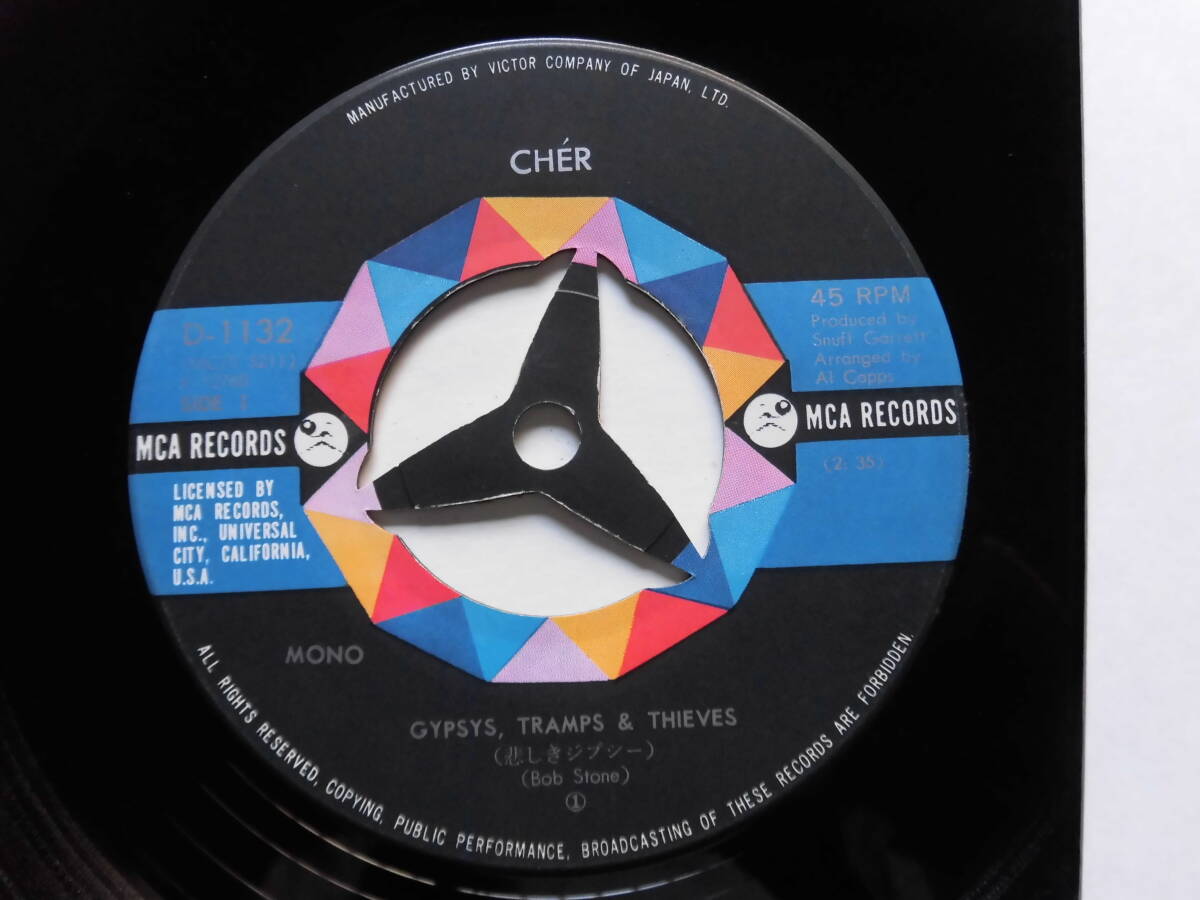 MANUFACTURED BY VICTOR COMPANY OF JAPAN, LTD.
CHÉR
D-1132
SIDE 1
45 RPM
Produced by
Snuff Garrett
Arranged by
Al Capps
MCA RECORDS
MCA RECORDS
(2:35)
LICENSED BY
MCA RECORDS,
INC., UNIVERSAL
CITY, CALIFORNIA,
U.S.A.
MONO
GYPSYS, TRAMPS & THIEVES
(悲しきジプシー)
(Bob Stone)
①
ALL RIGHTS RESERVED, COPYING, PUBLIC PERFORMANCE, BROADCASTING OF THESE RECORDS ARE FORBIDDEN.